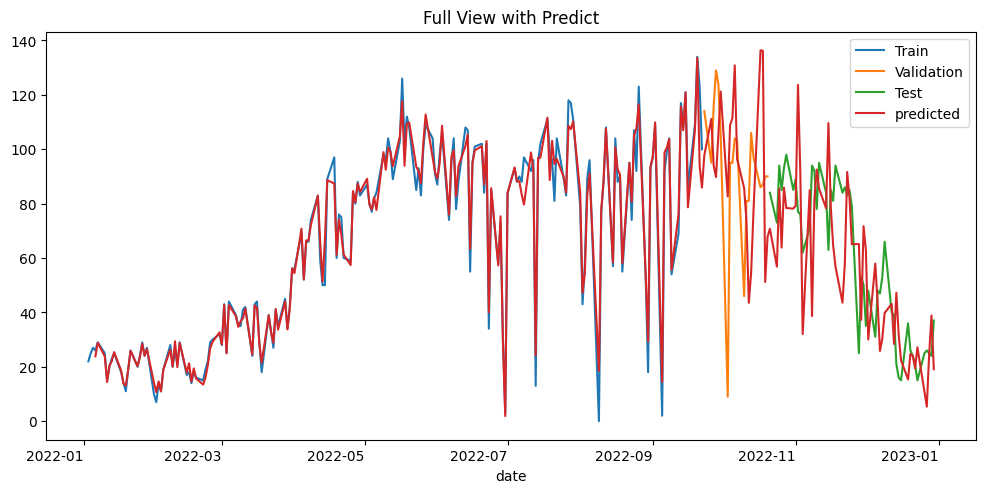 Full View with Predict
140
120
100
80
60
40
20
0
Train
Validation
Test
predicted
2022-01
2022-03
2022-05
2022-07
2022-09
2022-11
2023-01
date